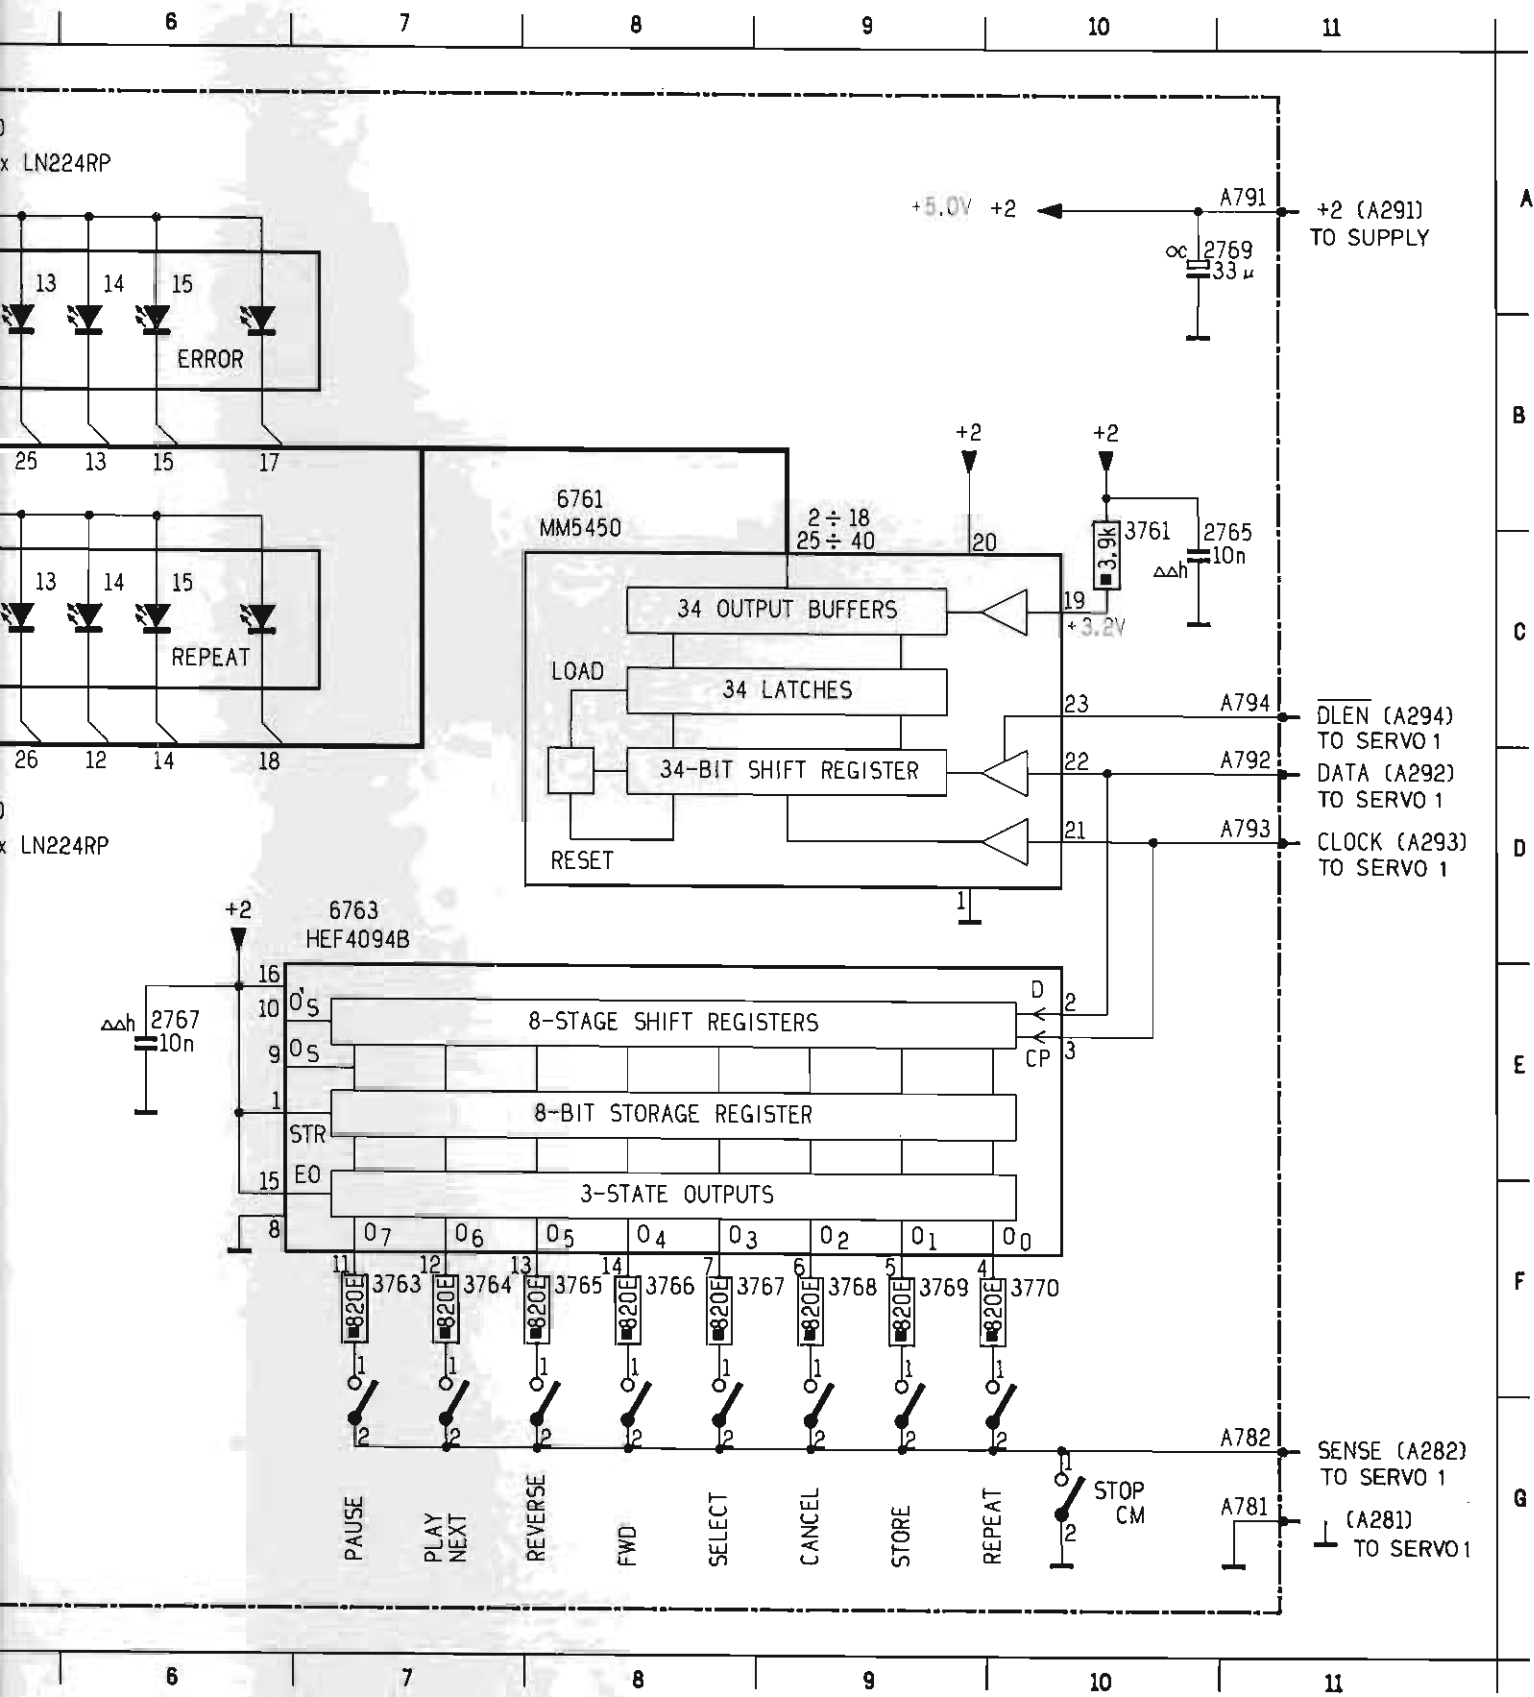 6 7 8 9 10 11
x LN224RP
A
+5.0V +2 A791 +2 (A291)
TO SUPPLY
2769
33 µ
13 14 15
ERROR
B
25 13 15 17
+2 +2
6761
MM5450
2 ÷ 18
25 ÷ 40
20
3.9k 3761 2765
10n
ΔΔh
13 14 15
REPEAT
34 OUTPUT BUFFERS
19
+3.2V
C
LOAD
34 LATCHES
23 A794 DLEN (A294)
TO SERVO 1
26 12 14 18
34-BIT SHIFT REGISTER
22 A792 DATA (A292)
TO SERVO 1
x LN224RP
21 A793 CLOCK (A293)
TO SERVO 1
D
RESET
1
+2
6763
HEF4094B
16
10 O'S
8-STAGE SHIFT REGISTERS
D 2
ΔΔh 2767
10n
9 OS
CP 3
E
1
STR
8-BIT STORAGE REGISTER
15 EO
3-STATE OUTPUTS
8
O7 O6 O5 O4 O3 O2 O1 O0
11 12 13 14 7 6 5 4
820E 3763 820E 3764 820E 3765 820E 3766 820E 3767 820E 3768 820E 3769 820E 3770
F
1 1 1 1 1 1 1 1
2 2 2 2 2 2 2 2
A782 SENSE (A282)
TO SERVO 1
1
STOP
CM
2
A781 (A281)
TO SERVO1
G
PAUSE
PLAY
NEXT
REVERSE
FWD
SELECT
CANCEL
STORE
REPEAT
6 7 8 9 10 11